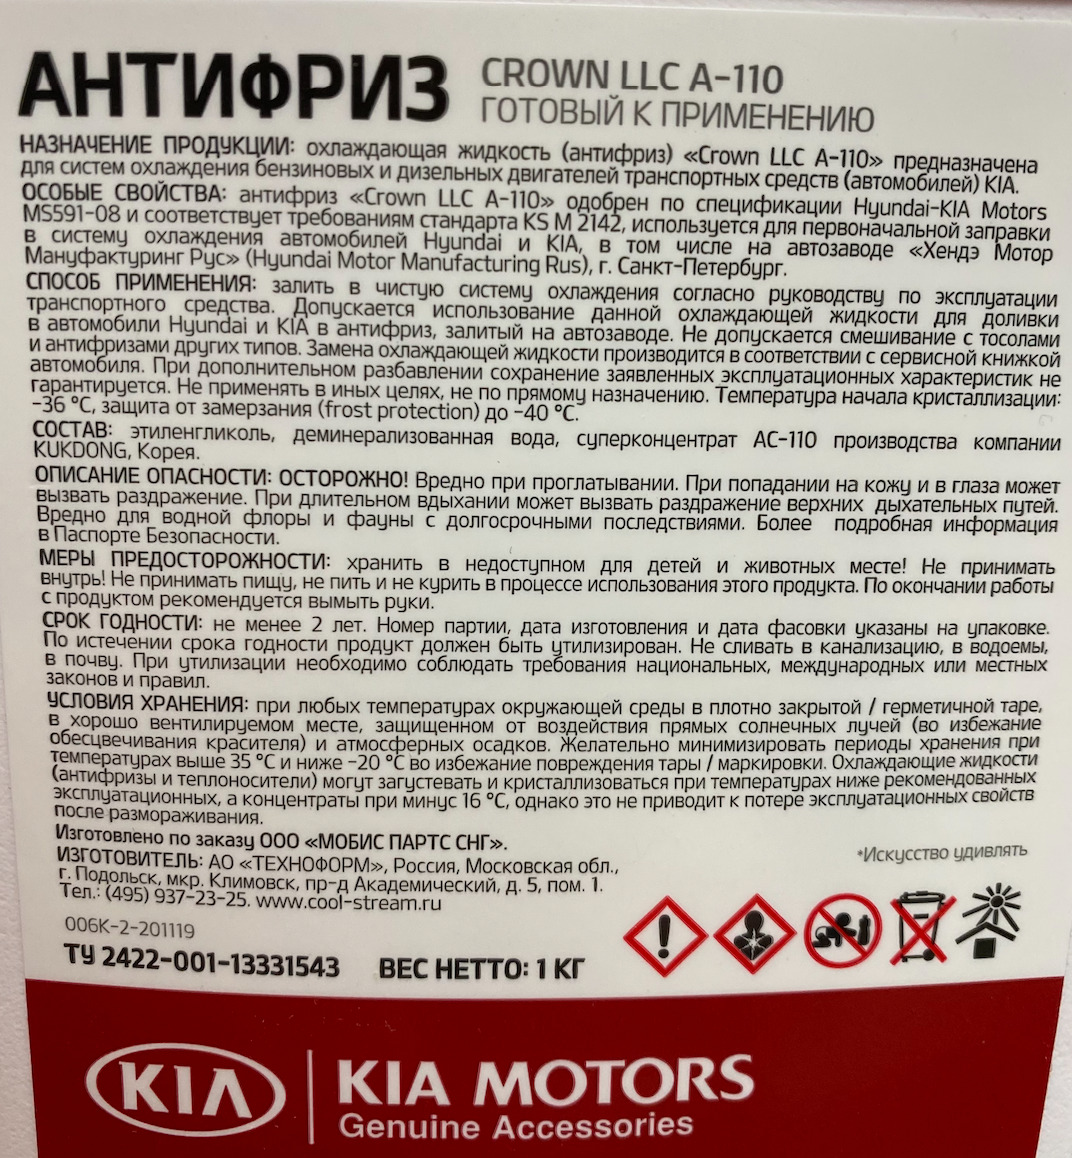 АНТИФРИЗ
CROWN LLC A-110
ГОТОВЫЙ К ПРИМЕНЕНИЮ
НАЗНАЧЕНИЕ ПРОДУКЦИИ: охлаждающая жидкость (антифриз) «Crown LLC A-110» предназначена
для систем охлаждения бензиновых и дизельных двигателей транспортных средств (автомобилей) KIA.
ОСОБЫЕ СВОЙСТВА: антифриз «Crown LLC A-110» одобрен по спецификации Hyundai-KIA Motors
MS591-08 и соответствует требованиям стандарта KS M 2142, используется для первоначальной заправки
в систему охлаждения автомобилей Hyundai и KIA, в том числе на автозаводе «Хендэ Мотор
Мануфактуринг Рус» (Hyundai Motor Manufacturing Rus), г. Санкт-Петербург.
СПОСОБ ПРИМЕНЕНИЯ: залить в чистую систему охлаждения согласно руководству по эксплуатации
транспортного средства. Допускается использование данной охлаждающей жидкости для доливки
в автомобили Hyundai и KIA в антифриз, залитый на автозаводе. Не допускается смешивание с тосолами
и антифризами других типов. Замена охлаждающей жидкости производится в соответствии с сервисной книжкой
автомобиля. При дополнительном разбавлении сохранение заявленных эксплуатационных характеристик не
гарантируется. Не применять в иных целях, не по прямому назначению. Температура начала кристаллизации:
-36 °C, защита от замерзания (frost protection) до -40 °C.
СОСТАВ: этиленгликоль, деминерализованная вода, суперконцентрат AC-110 производства компании
KUKDONG, Корея.
ОПИСАНИЕ ОПАСНОСТИ: ОСТОРОЖНО! Вредно при проглатывании. При попадании на кожу и в глаза может
вызвать раздражение. При длительном вдыхании может вызвать раздражение верхних дыхательных путей.
Вредно для водной флоры и фауны с долгосрочными последствиями. Более подробная информация
в Паспорте Безопасности.
МЕРЫ ПРЕДОСТОРОЖНОСТИ: хранить в недоступном для детей и животных месте! Не принимать
внутрь! Не принимать пищу, не пить и не курить в процессе использования этого продукта. По окончании работы
с продуктом рекомендуется вымыть руки.
СРОК ГОДНОСТИ: не менее 2 лет. Номер партии, дата изготовления и дата фасовки указаны на упаковке.
По истечении срока годности продукт должен быть утилизирован. Не сливать в канализацию, в водоемы,
в почву. При утилизации необходимо соблюдать требования национальных, международных или местных
законов и правил.
УСЛОВИЯ ХРАНЕНИЯ: при любых температурах окружающей среды в плотно закрытой / герметичной таре,
в хорошо вентилируемом месте, защищенном от воздействия прямых солнечных лучей (во избежание
обесцвечивания красителя) и атмосферных осадков. Желательно минимизировать периоды хранения при
температурах выше 35 °C и ниже -20 °C во избежание повреждения тары / маркировки. Охлаждающие жидкости
(антифризы и теплоносители) могут загустевать и кристаллизоваться при температурах ниже рекомендованных
эксплуатационных, а концентраты при минус 16 °C, однако это не приводит к потере эксплуатационных свойств
после размораживания.
Изготовлено по заказу ООО «МОБИС ПАРТС СНГ».
ИЗГОТОВИТЕЛЬ: АО «ТЕХНОФОРМ», Россия, Московская обл.,
г. Подольск, мкр. Климовск, пр-д Академический, д. 5, пом. 1.
Тел.: (495) 937-23-25. www.cool-stream.ru
*Искусство удивлять
006K-2-201119
ТУ 2422-001-13331543 ВЕС НЕТТО: 1 КГ
KIA
KIA MOTORS
Genuine Accessories